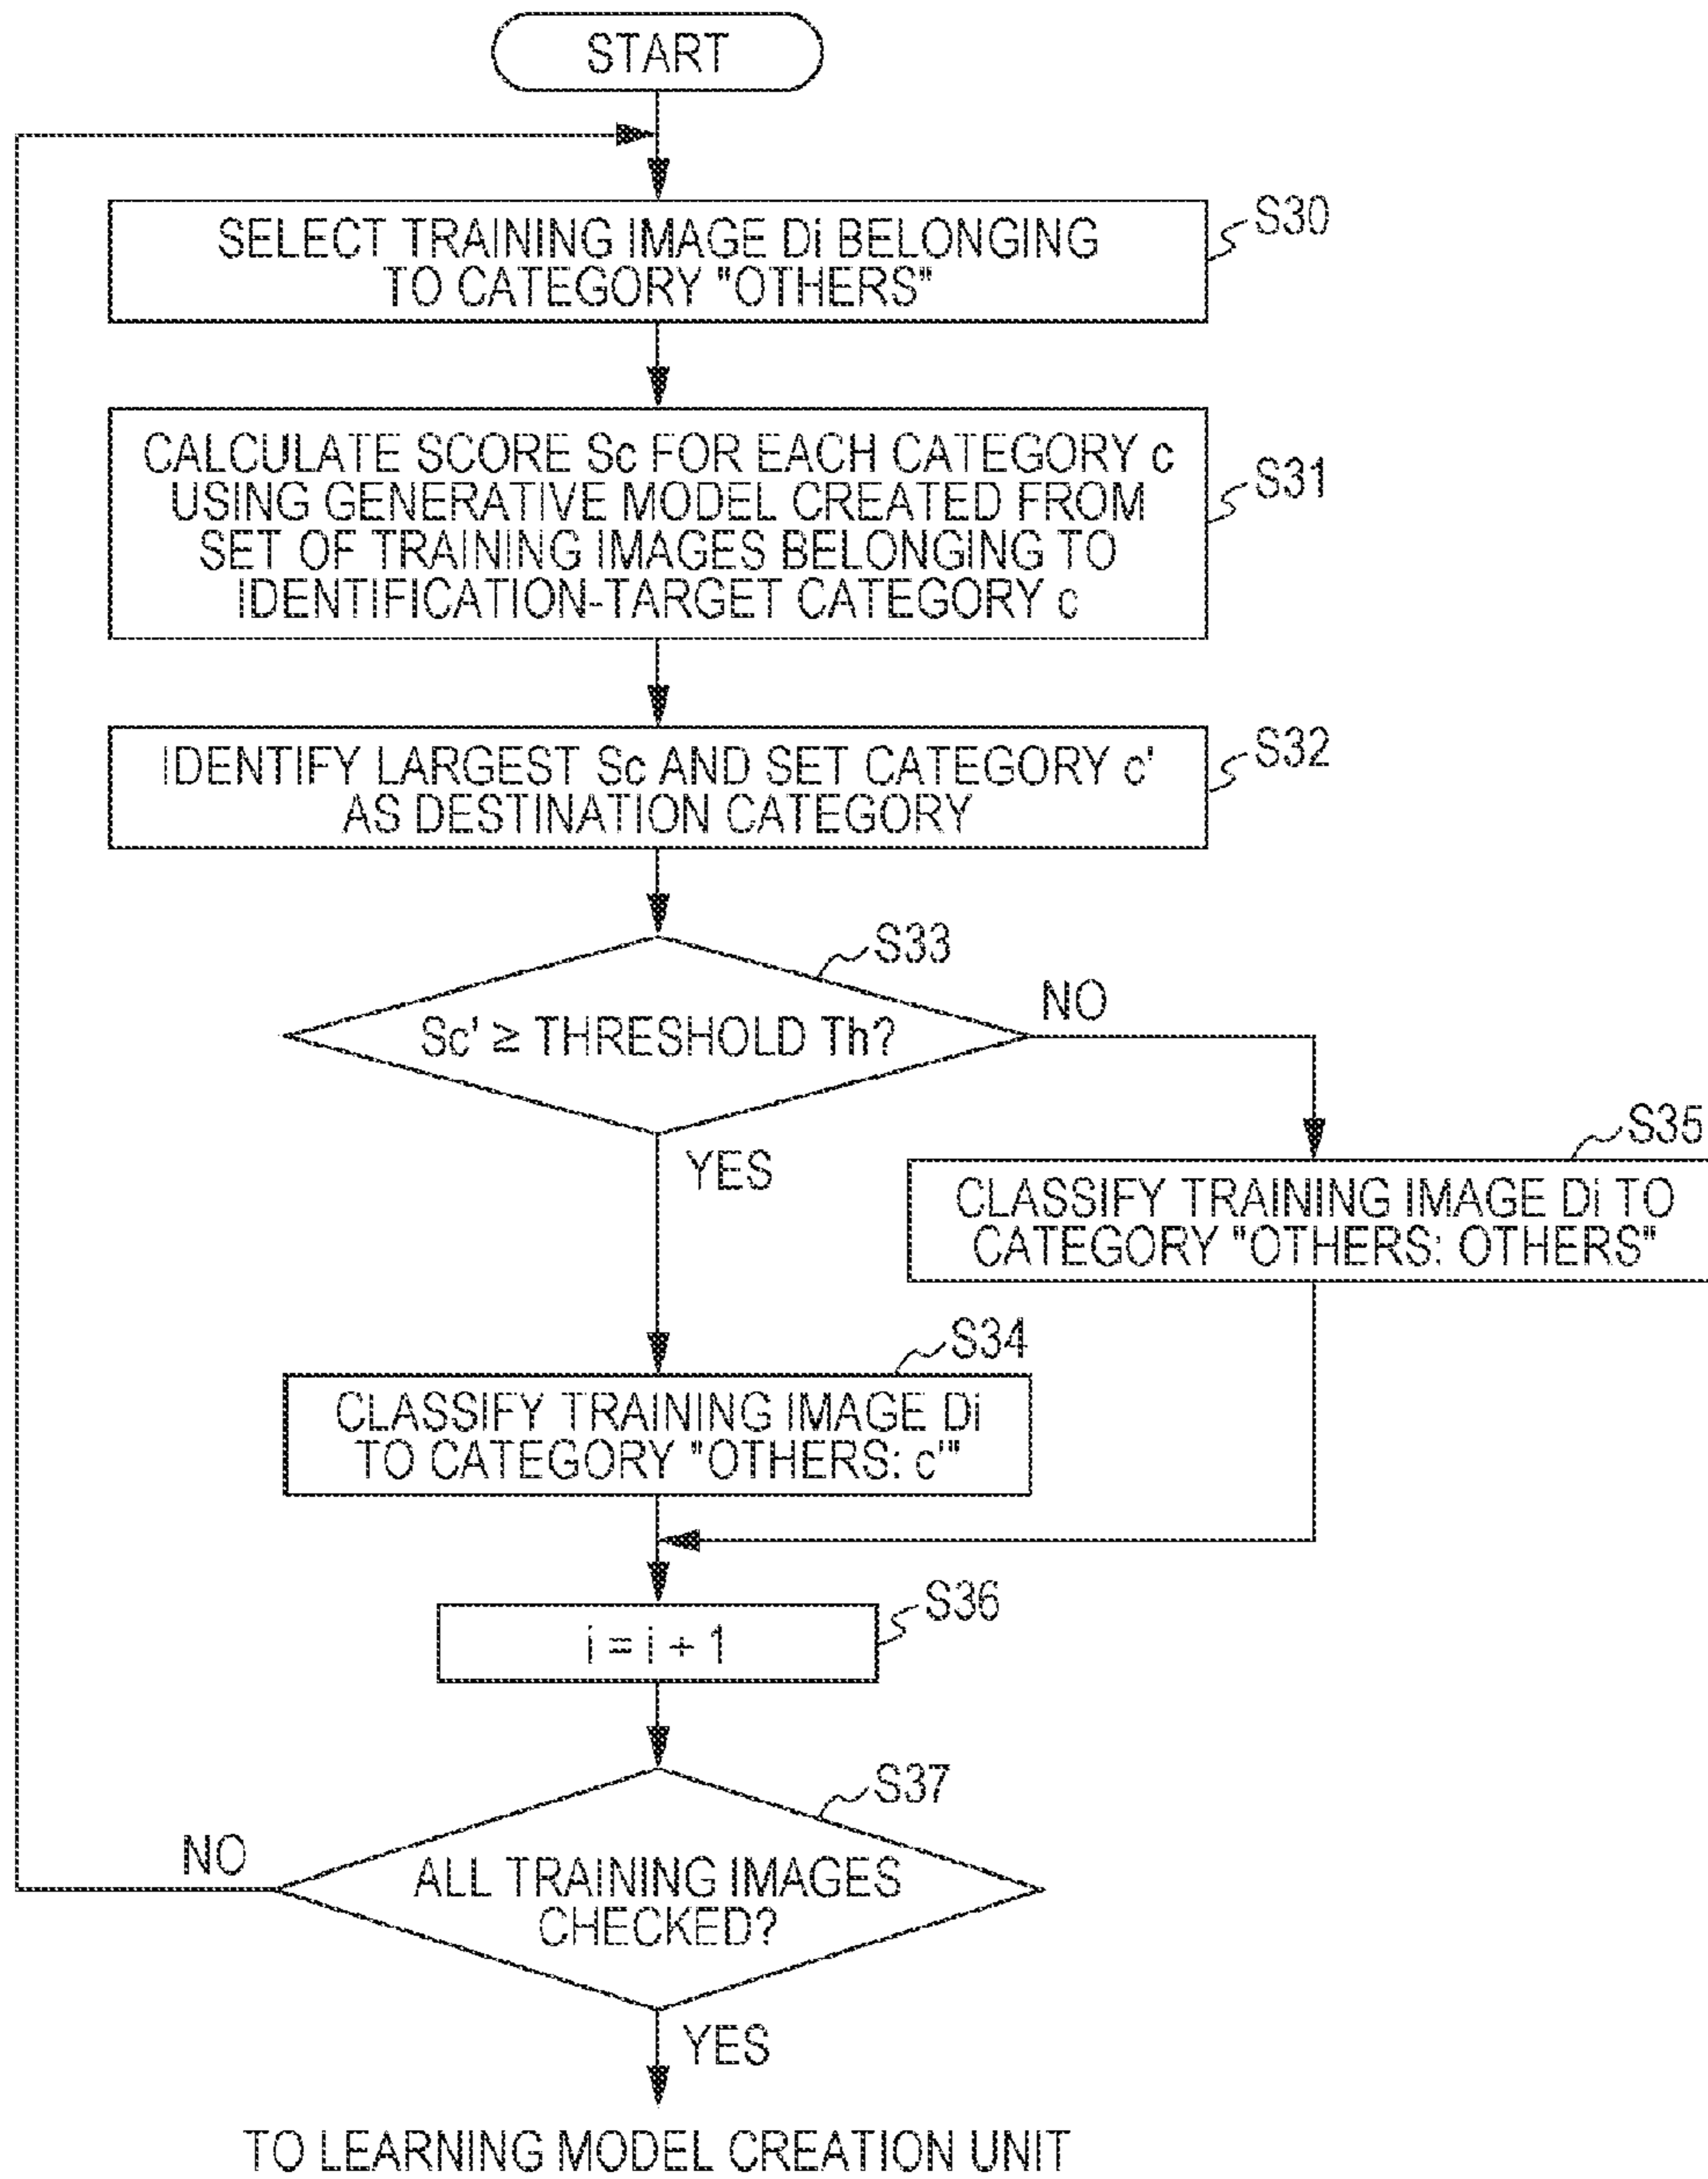 START
SELECT TRAINING IMAGE Di BELONGING
TO CATEGORY "OTHERS"
S30
CALCULATE SCORE Sc FOR EACH CATEGORY c
USING GENERATIVE MODEL CREATED FROM
SET OF TRAINING IMAGES BELONGING TO
IDENTIFICATION-TARGET CATEGORY c
S31
IDENTIFY LARGEST Sc AND SET CATEGORY c'
AS DESTINATION CATEGORY
S32
S33
Sc' ≥ THRESHOLD Th?
NO
YES
S35
CLASSIFY TRAINING IMAGE Di TO
CATEGORY "OTHERS: OTHERS"
S34
CLASSIFY TRAINING IMAGE Di
TO CATEGORY "OTHERS: c'"
S36
i = i + 1
S37
NO
ALL TRAINING IMAGES
CHECKED?
YES
TO LEARNING MODEL CREATION UNIT